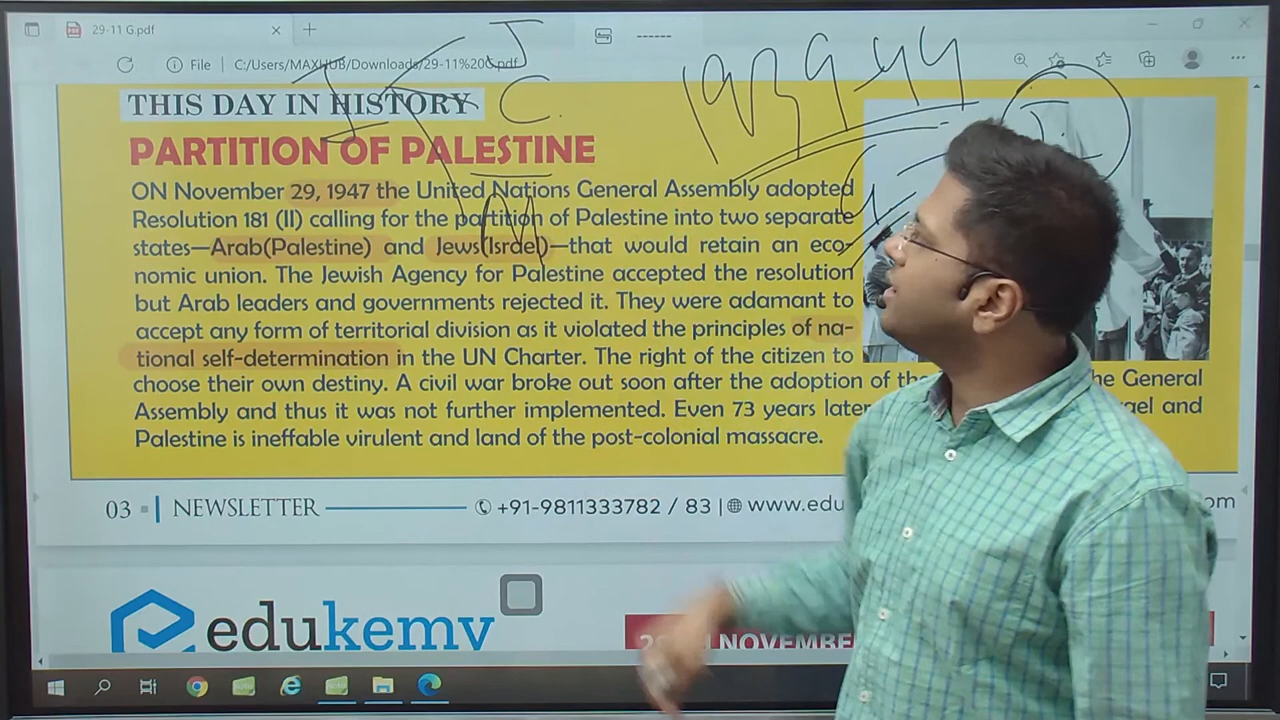 29-11 G.pdf
File C:/Users/MAXHUB/Downloads/29-11%20G.pdf
1939 44
J
I C
M
THIS DAY IN HISTORY
PARTITION OF PALESTINE
ON November 29, 1947 the United Nations General Assembly adopted
Resolution 181 (II) calling for the partition of Palestine into two separate
states—Arab(Palestine) and Jews(Isrdel)—that would retain an eco-
nomic union. The Jewish Agency for Palestine accepted the resolution
but Arab leaders and governments rejected it. They were adamant to
accept any form of territorial division as it violated the principles of na-
tional self-determination in the UN Charter. The right of the citizen to
choose their own destiny. A civil war broke out soon after the adoption of the General
Assembly and thus it was not further implemented. Even 73 years later and
Palestine is ineffable virulent and land of the post-colonial massacre.
03 NEWSLETTER +91-9811333782 / 83 | www.edu om
edukemy NOVEMBE